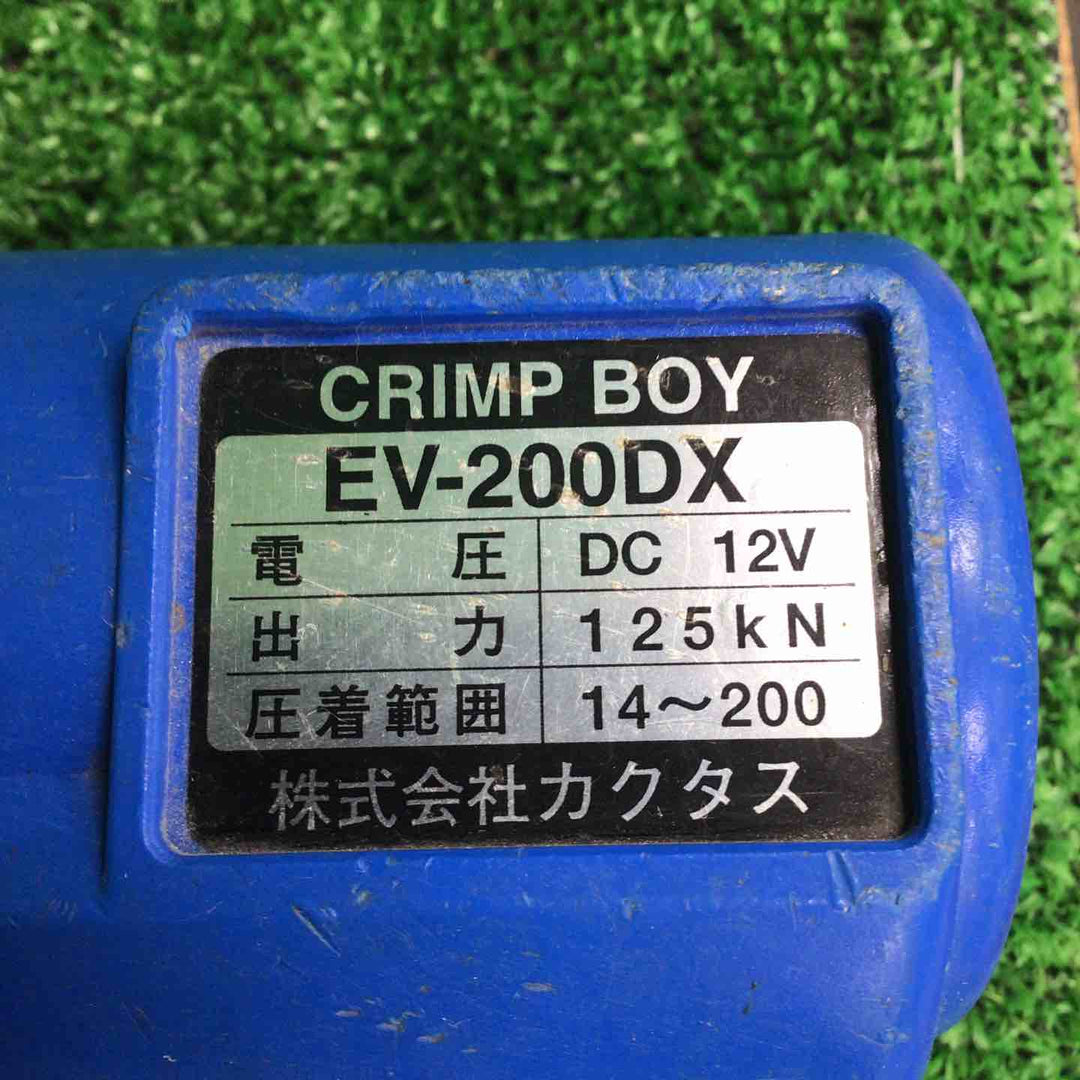 CRIMP BOY
EV-200DX
電圧 DC 12V
出力 125kN
圧着範囲 14～200
株式会社カクタス